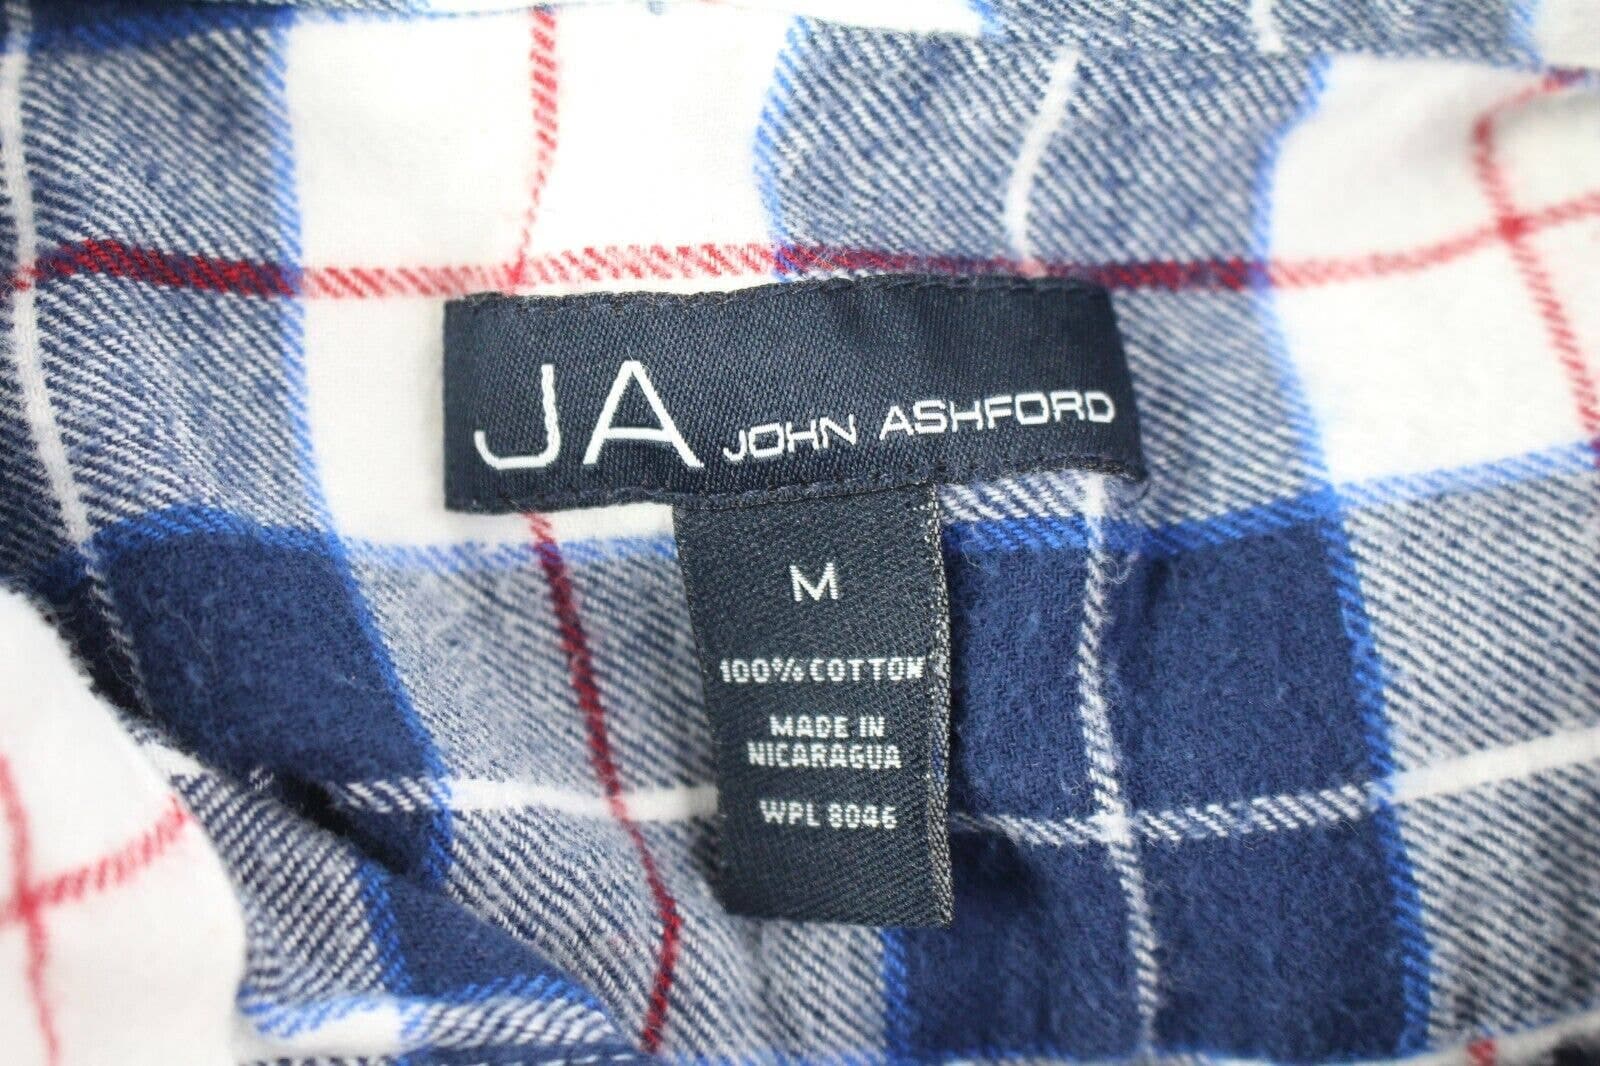 JA JOHN ASHFORD
M
100% COTTON
MADE IN
NICARAGUA
WPL 8046